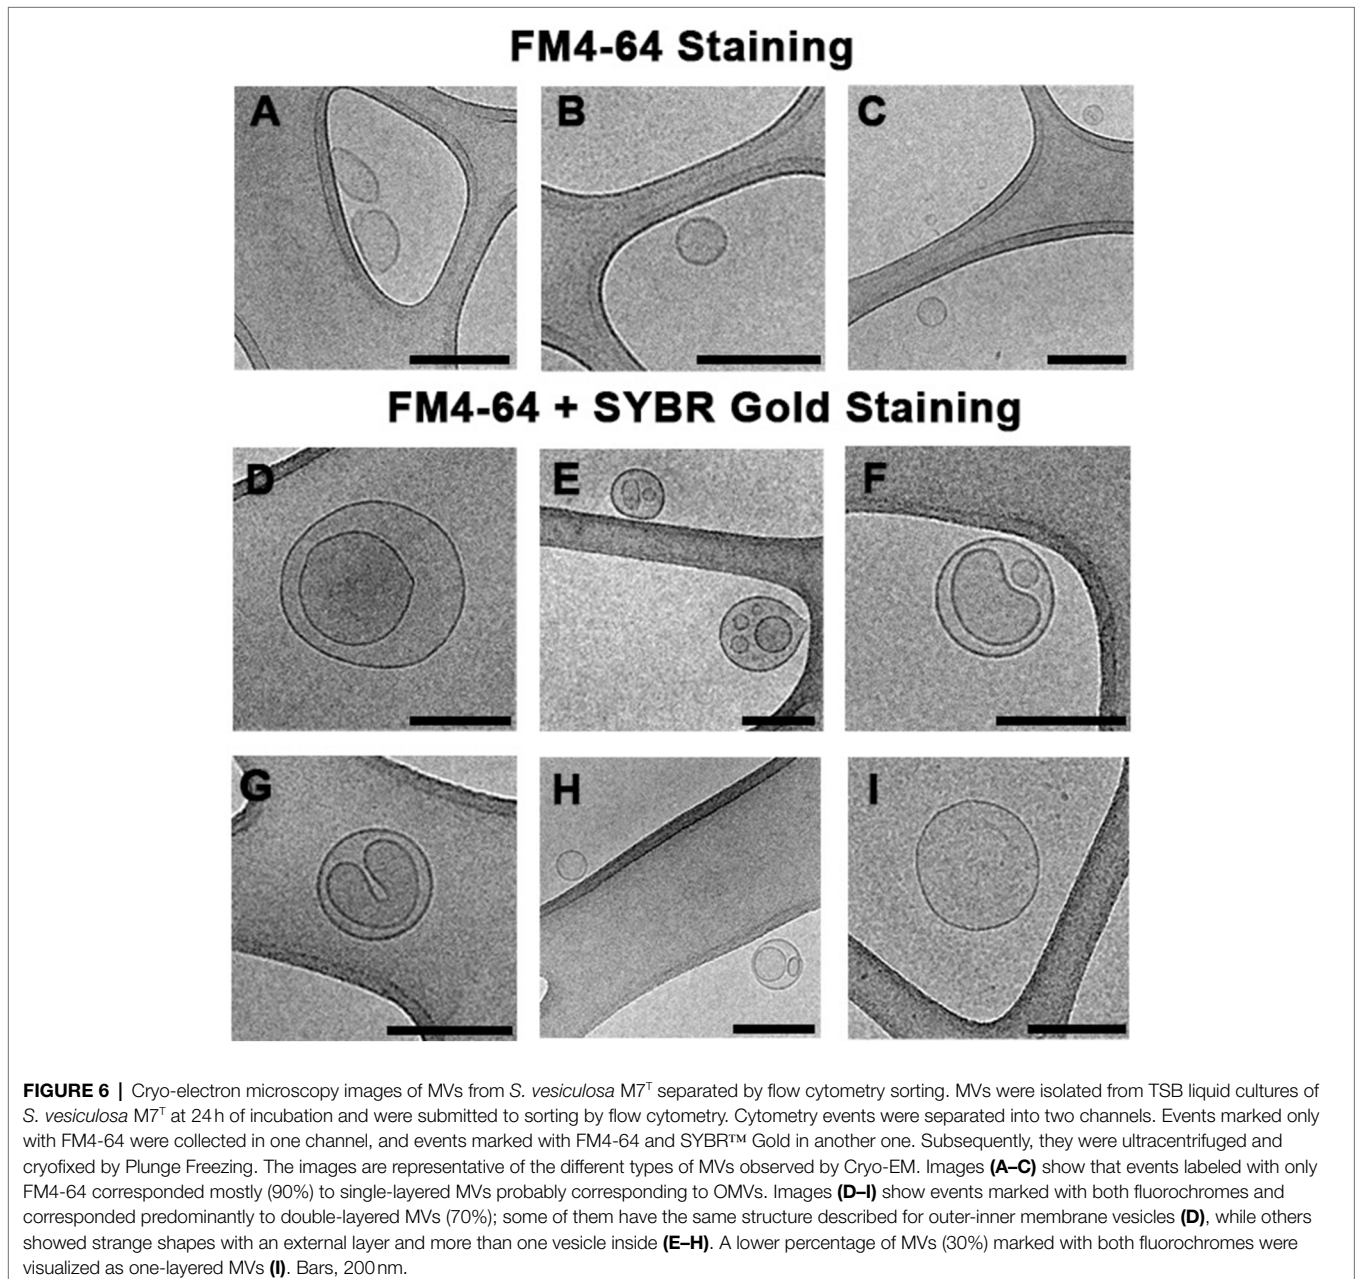 FM4-64 Staining
A
B
C
FM4-64 + SYBR Gold Staining
D
E
F
G
H
I
FIGURE 6 | Cryo-electron microscopy images of MVs from S. vesiculosa M7ᵀ separated by flow cytometry sorting. MVs were isolated from TSB liquid cultures of
S. vesiculosa M7ᵀ at 24 h of incubation and were submitted to sorting by flow cytometry. Cytometry events were separated into two channels. Events marked only
with FM4-64 were collected in one channel, and events marked with FM4-64 and SYBR™ Gold in another one. Subsequently, they were ultracentrifuged and
cryofixed by Plunge Freezing. The images are representative of the different types of MVs observed by Cryo-EM. Images (A–C) show that events labeled with only
FM4-64 corresponded mostly (90%) to single-layered MVs probably corresponding to OMVs. Images (D–I) show events marked with both fluorochromes and
corresponded predominantly to double-layered MVs (70%); some of them have the same structure described for outer-inner membrane vesicles (D), while others
showed strange shapes with an external layer and more than one vesicle inside (E–H). A lower percentage of MVs (30%) marked with both fluorochromes were
visualized as one-layered MVs (I). Bars, 200 nm.